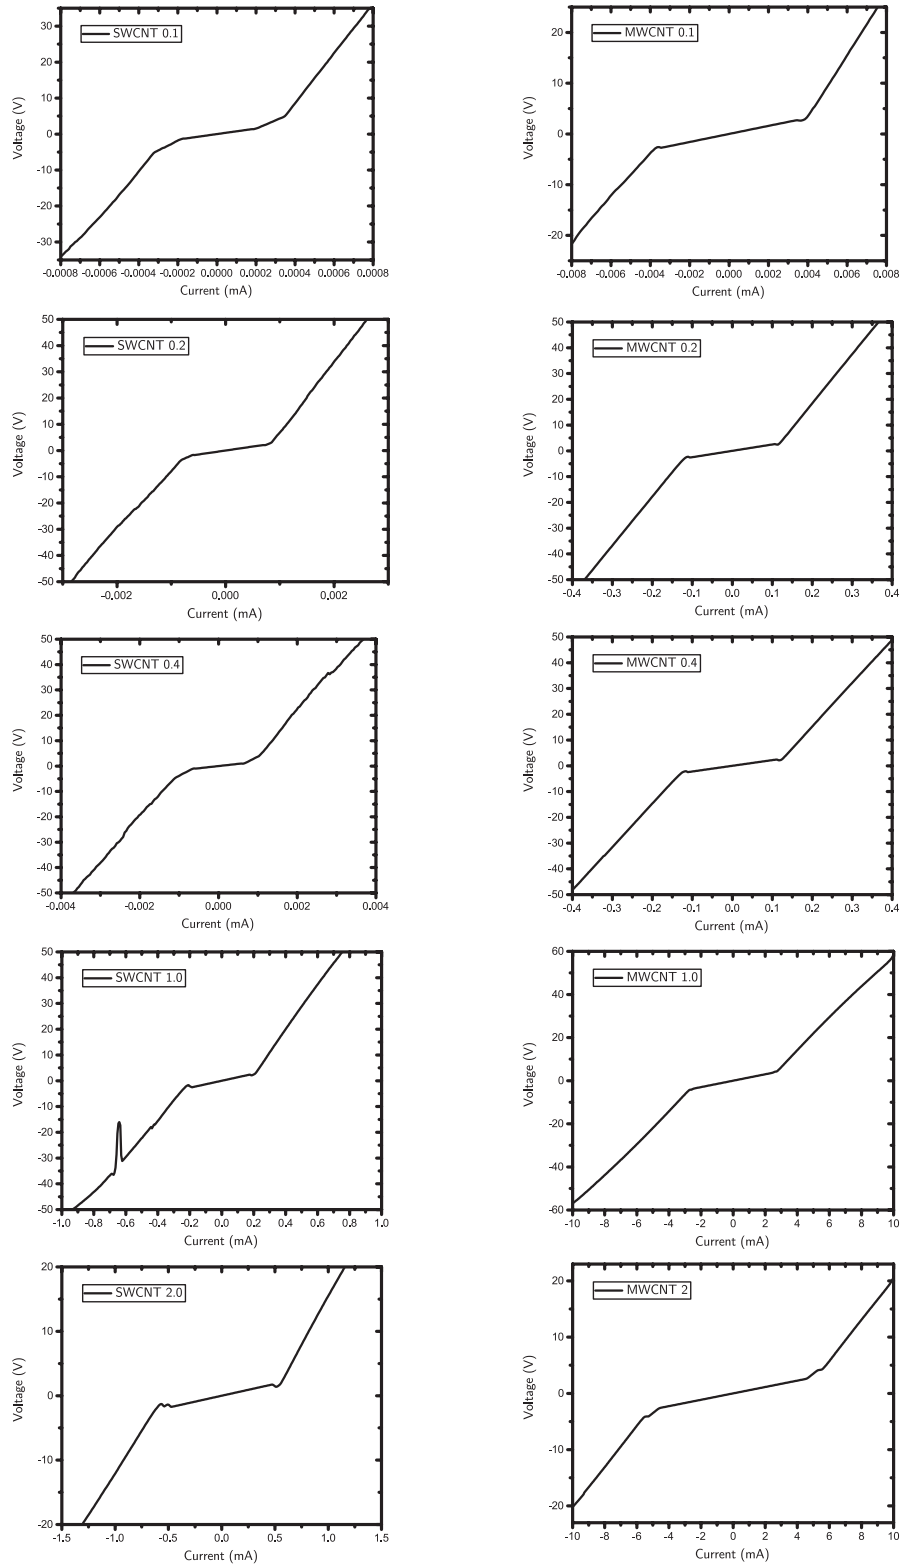 SWCNT 0.1
Voltage (V)
30
20
10
0
-10
-20
-30
-0.0008 -0.0006 -0.0004 -0.0002 0.0000 0.0002 0.0004 0.0006 0.0008
Current (mA)
MWCNT 0.1
Voltage (V)
20
10
0
-10
-20
-0.008 -0.006 -0.004 -0.002 0.000 0.002 0.004 0.006 0.008
Current (mA)
SWCNT 0.2
Voltage (V)
50
40
30
20
10
0
-10
-20
-30
-40
-50
-0.002 0.000 0.002
Current (mA)
MWCNT 0.2
Voltage (V)
50
40
30
20
10
0
-10
-20
-30
-40
-50
-0.4 -0.3 -0.2 -0.1 0.0 0.1 0.2 0.3 0.4
Current (mA)
SWCNT 0.4
Voltage (V)
50
40
30
20
10
0
-10
-20
-30
-40
-50
-0.004 -0.002 0.000 0.002 0.004
Current (mA)
MWCNT 0.4
Voltage (V)
50
40
30
20
10
0
-10
-20
-30
-40
-50
-0.4 -0.3 -0.2 -0.1 0.0 0.1 0.2 0.3 0.4
Current (mA)
SWCNT 1.0
Voltage (V)
50
40
30
20
10
0
-10
-20
-30
-40
-50
-1.0 -0.8 -0.6 -0.4 -0.2 0.0 0.2 0.4 0.6 0.8 1.0
Current (mA)
MWCNT 1.0
Voltage (V)
60
40
20
0
-20
-40
-60
-10 -8 -6 -4 -2 0 2 4 6 8 10
Current (mA)
SWCNT 2.0
Voltage (V)
20
10
0
-10
-20
-1.5 -1.0 -0.5 0.0 0.5 1.0 1.5
Current (mA)
MWCNT 2
Voltage (V)
20
10
0
-10
-20
-10 -8 -6 -4 -2 0 2 4 6 8 10
Current (mA)